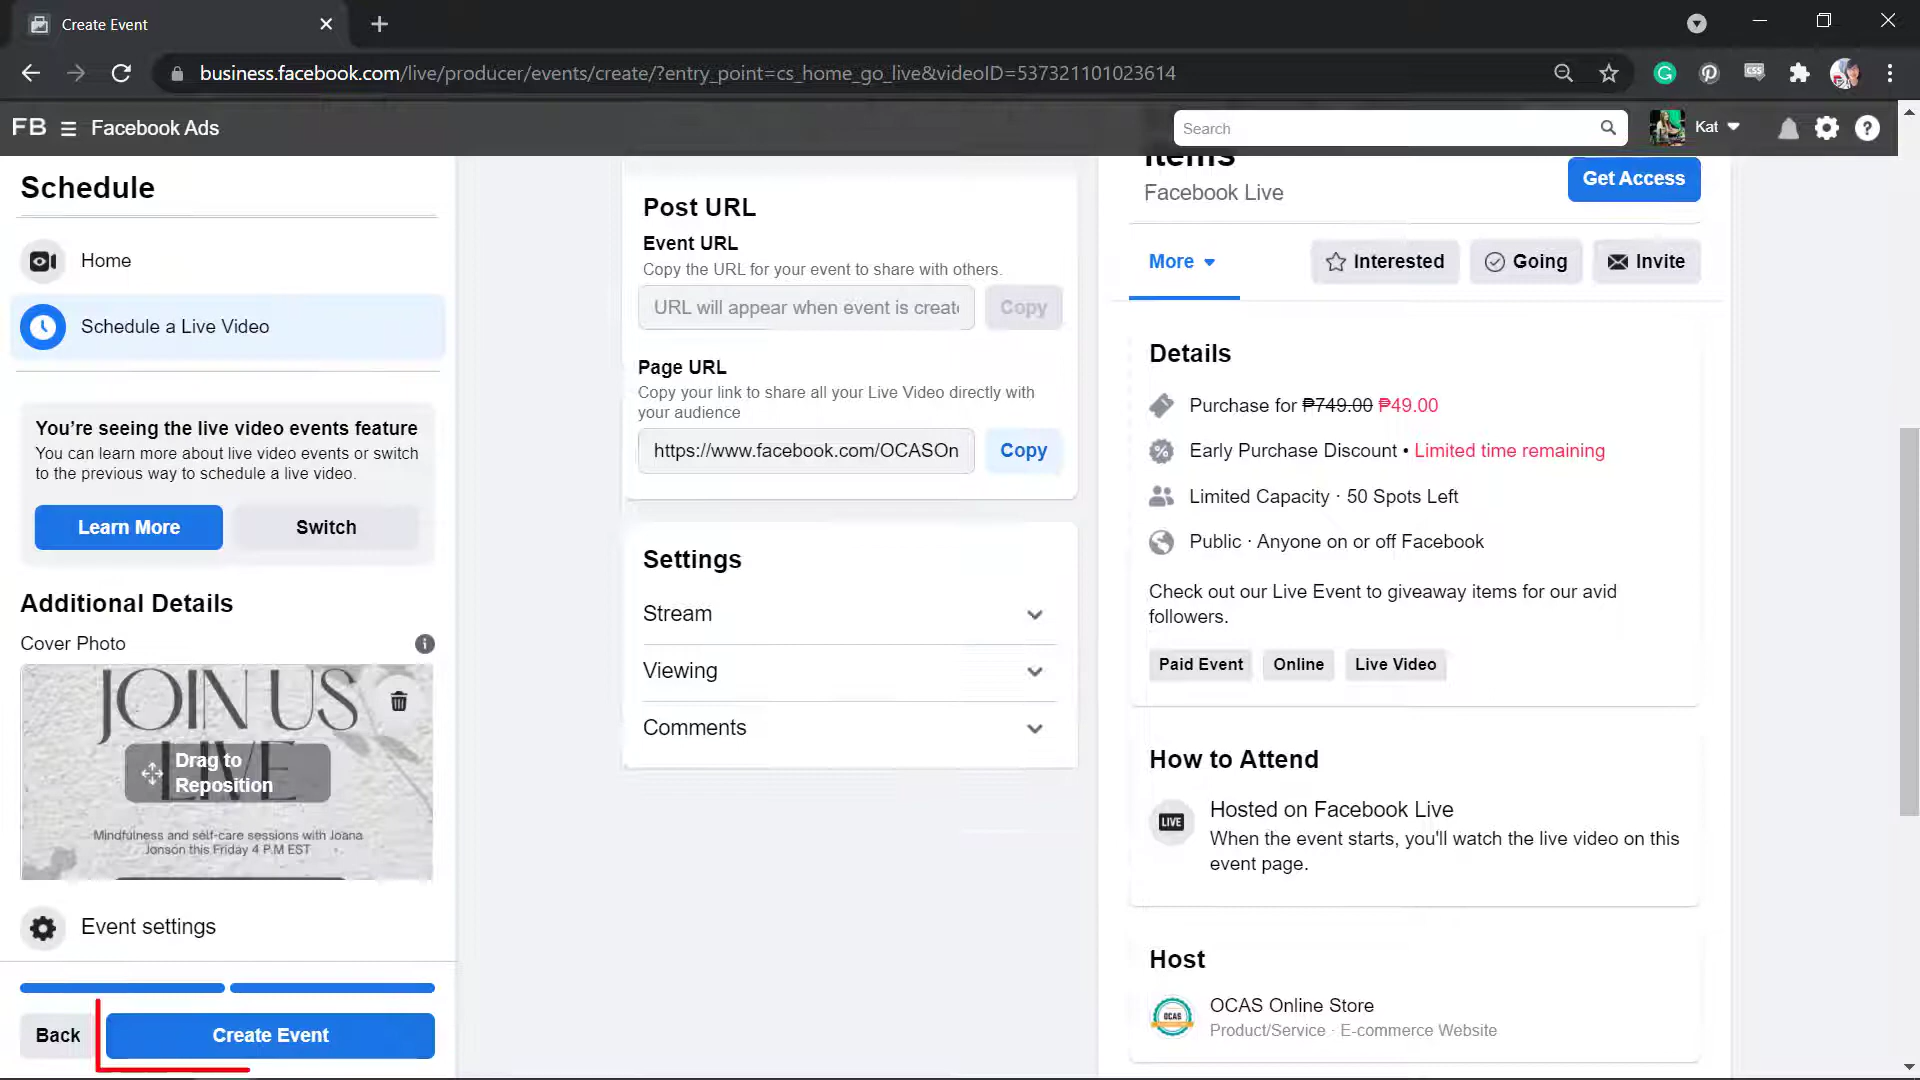 Create Event
business.facebook.com/live/producer/events/create/?entry_point=cs_home_go_live&videoID=537321101023614
FB Facebook Ads
Search
Kat
Schedule
Home
Schedule a Live Video
You're seeing the live video events feature
You can learn more about live video events or switch
to the previous way to schedule a live video.
Learn More
Switch
Additional Details
Cover Photo
JOIN US
LIVE
Drag to
Reposition
Mindfulness and self-care sessions with Joana
Jonson this Friday 4 P.M EST
Event settings
Back
Create Event
Post URL
Event URL
Copy the URL for your event to share with others.
URL will appear when event is create
Copy
Page URL
Copy your link to share all your Live Video directly with
your audience
https://www.facebook.com/OCASOn
Copy
Settings
Stream
Viewing
Comments
Items
Facebook Live
Get Access
More
Interested
Going
Invite
Details
Purchase for ₱749.00 ₱49.00
Early Purchase Discount • Limited time remaining
Limited Capacity · 50 Spots Left
Public · Anyone on or off Facebook
Check out our Live Event to giveaway items for our avid
followers.
Paid Event
Online
Live Video
How to Attend
LIVE
Hosted on Facebook Live
When the event starts, you'll watch the live video on this
event page.
Host
OCAS
OCAS Online Store
Product/Service · E-commerce Website